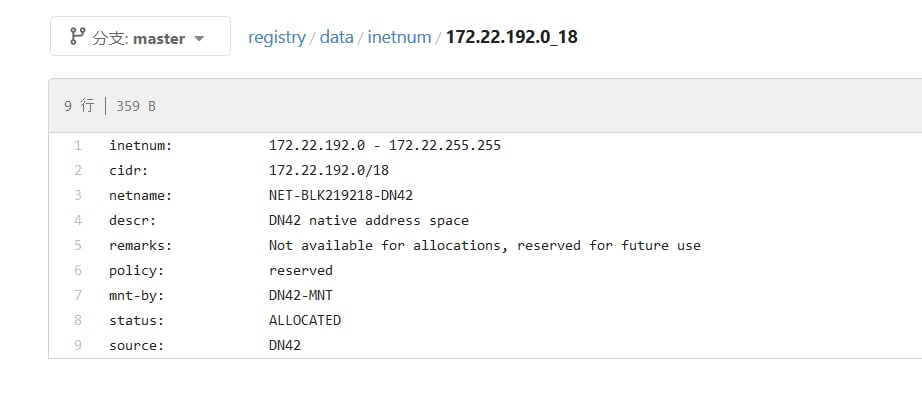 分支: master registry / data / inetnum / 172.22.192.0_18
9 行 | 359 B
1 inetnum: 172.22.192.0 - 172.22.255.255
2 cidr: 172.22.192.0/18
3 netname: NET-BLK219218-DN42
4 descr: DN42 native address space
5 remarks: Not available for allocations, reserved for future use
6 policy: reserved
7 mnt-by: DN42-MNT
8 status: ALLOCATED
9 source: DN42